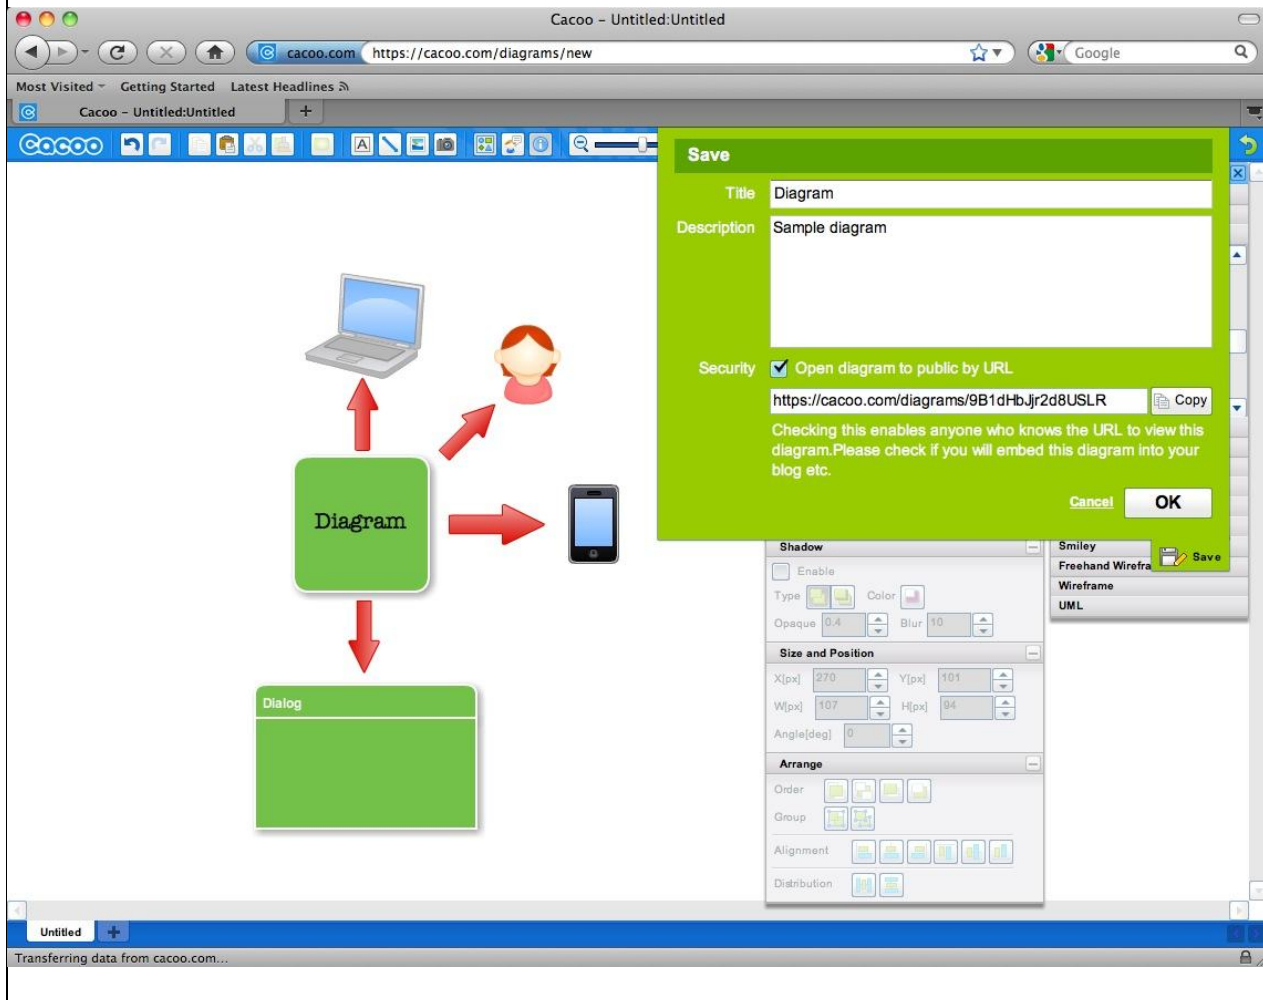 Cacoo – Untitled:Untitled
cacoo.com https://cacoo.com/diagrams/new
Google
Most Visited Getting Started Latest Headlines
Cacoo – Untitled:Untitled
Cacoo
Save
Title Diagram
Description Sample diagram
Security Open diagram to public by URL
https://cacoo.com/diagrams/9B1dHbJjr2d8USLR Copy
Checking this enables anyone who knows the URL to view this
diagram.Please check if you will embed this diagram into your
blog etc.
Cancel OK
Save
Diagram
Dialog
Shadow
Enable
Type Color
Opaque 0.4 Blur 10
Size and Position
X[px] 270 Y[px] 101
W[px] 107 H[px] 94
Angle[deg] 0
Arrange
Order
Group
Alignment
Distribution
Smiley
Freehand
Wireframe
UML
Untitled
Transferring data from cacoo.com...